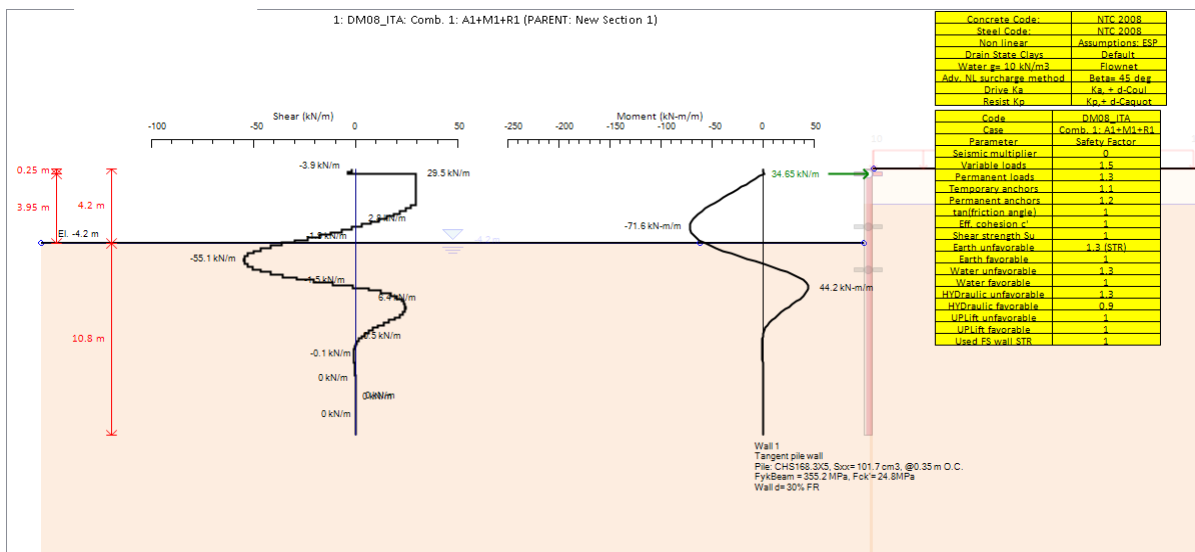 1: DM08_ITA: Comb. 1: A1+M1+R1 (PARENT: New Section 1)
Concrete Code: NTC 2008
Steel Code: NTC 2008
Non linear Assumptions: ESP
Drain State Clays Default
Water g= 10 kN/m3 Flownet
Adv. NL surcharge method Beta= 45 deg
Drive Ka Ka, + d-Coul
Resist Kp Kp,+ d-Caquot
Code DM08_ITA
Case Comb. 1: A1+M1+R1
Parameter Safety Factor
Seismic multiplier 0
Variable loads 1.5
Permanent loads 1.3
Temporary anchors 1.1
Permanent anchors 1.2
tan(friction angle) 1
Eff. cohesion c' 1
Shear strength Su 1
Earth unfavorable 1.3 (STR)
Earth favorable 1
Water unfavorable 1.3
Water favorable 1
HYDraulic unfavorable 1.3
HYDraulic favorable 0.9
UPLift unfavorable 1
UPLift favorable 1
Used FS wall STR 1
Shear (kN/m)
-100 -50 0 50
Moment (kN-m/m)
-250 -200 -150 -100 -50 0 50
-3.9 kN/m
29.5 kN/m
34.65 kN/m
0.25 m
3.95 m
4.2 m
-71.6 kN-m/m
El. -4.2 m
-55.1 kN/m
6.4 kN/m
44.2 kN-m/m
10.8 m
-0.1 kN/m
0 kN/m
0 kN/m
Wall 1
Tangent pile wall
Pile: CHS168.3X5, Sxx= 101.7 cm3, @0.35 m O.C.
FykBeam = 355.2 MPa, Fck'= 24.8MPa
Wall d= 30% FR